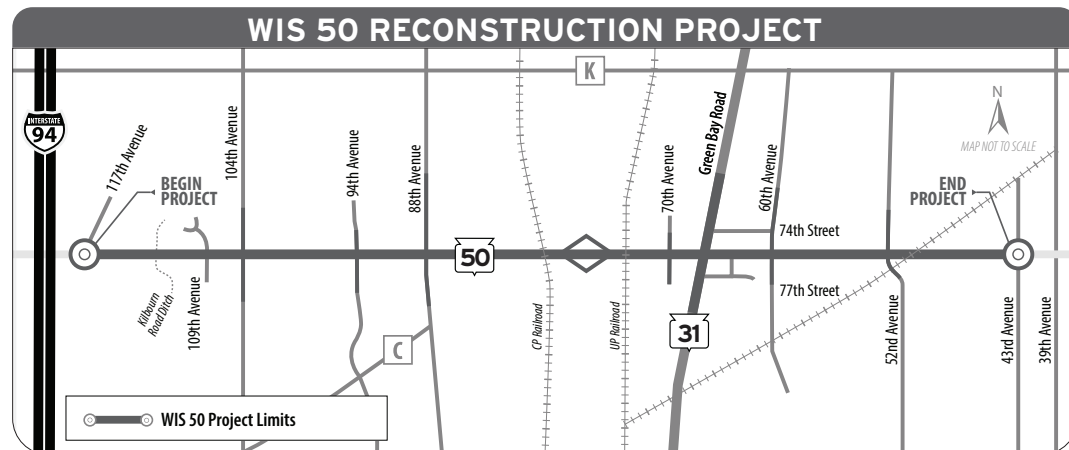 WIS 50 RECONSTRUCTION PROJECT
K
INTERSTATE
94
117th Avenue
BEGIN
PROJECT
104th Avenue
94th Avenue
88th Avenue
70th Avenue
Green Bay Road
60th Avenue
N
MAP NOT TO SCALE
END
PROJECT
74th Street
50
77th Street
Kilbourn
Road Ditch
109th Avenue
CP Railroad
UP Railroad
31
C
52nd Avenue
43rd Avenue
39th Avenue
WIS 50 Project Limits